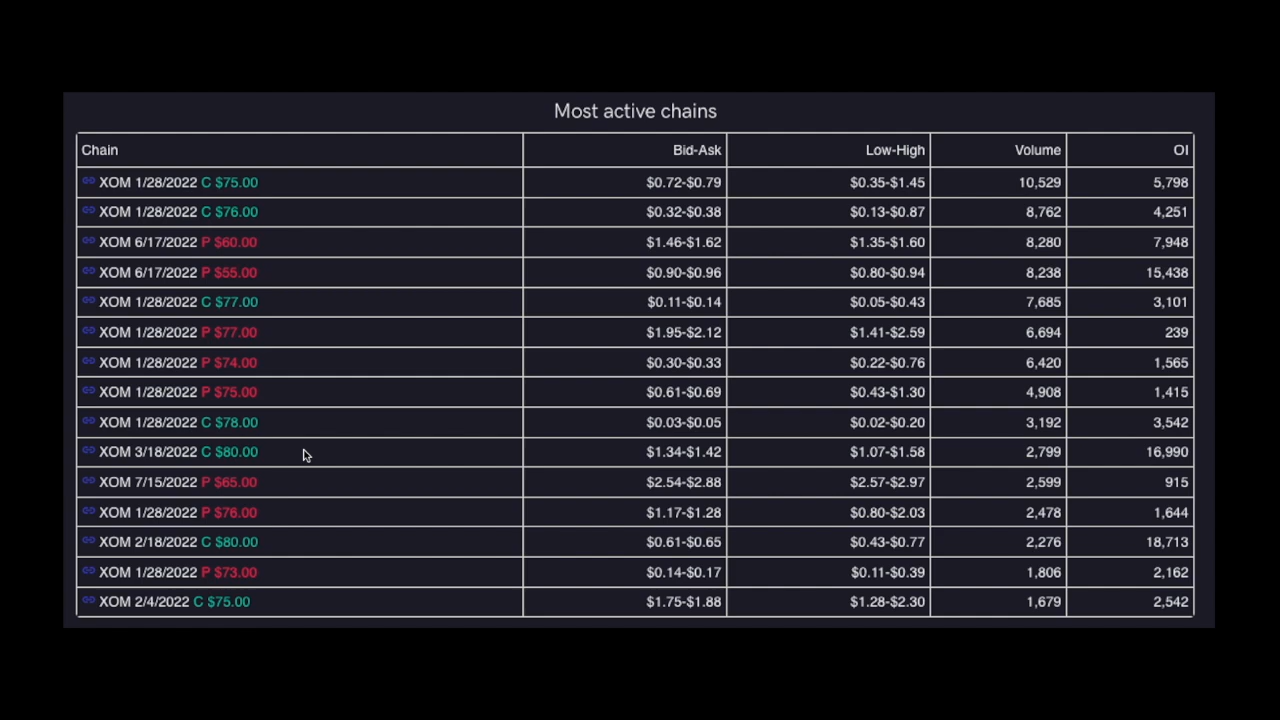 Most active chains
Chain Bid-Ask Low-High Volume OI
XOM 1/28/2022 C $75.00 $0.72-$0.79 $0.35-$1.45 10,529 5,798
XOM 1/28/2022 C $76.00 $0.32-$0.38 $0.13-$0.87 8,762 4,251
XOM 6/17/2022 P $60.00 $1.46-$1.62 $1.35-$1.60 8,280 7,948
XOM 6/17/2022 P $55.00 $0.90-$0.96 $0.80-$0.94 8,238 15,438
XOM 1/28/2022 C $77.00 $0.11-$0.14 $0.05-$0.43 7,685 3,101
XOM 1/28/2022 P $77.00 $1.95-$2.12 $1.41-$2.59 6,694 239
XOM 1/28/2022 P $74.00 $0.30-$0.33 $0.22-$0.76 6,420 1,565
XOM 1/28/2022 P $75.00 $0.61-$0.69 $0.43-$1.30 4,908 1,415
XOM 1/28/2022 C $78.00 $0.03-$0.05 $0.02-$0.20 3,192 3,542
XOM 3/18/2022 C $80.00 $1.34-$1.42 $1.07-$1.58 2,799 16,990
XOM 7/15/2022 P $65.00 $2.54-$2.88 $2.57-$2.97 2,599 915
XOM 1/28/2022 P $76.00 $1.17-$1.28 $0.80-$2.03 2,478 1,644
XOM 2/18/2022 C $80.00 $0.61-$0.65 $0.43-$0.77 2,276 18,713
XOM 1/28/2022 P $73.00 $0.14-$0.17 $0.11-$0.39 1,806 2,162
XOM 2/4/2022 C $75.00 $1.75-$1.88 $1.28-$2.30 1,679 2,542